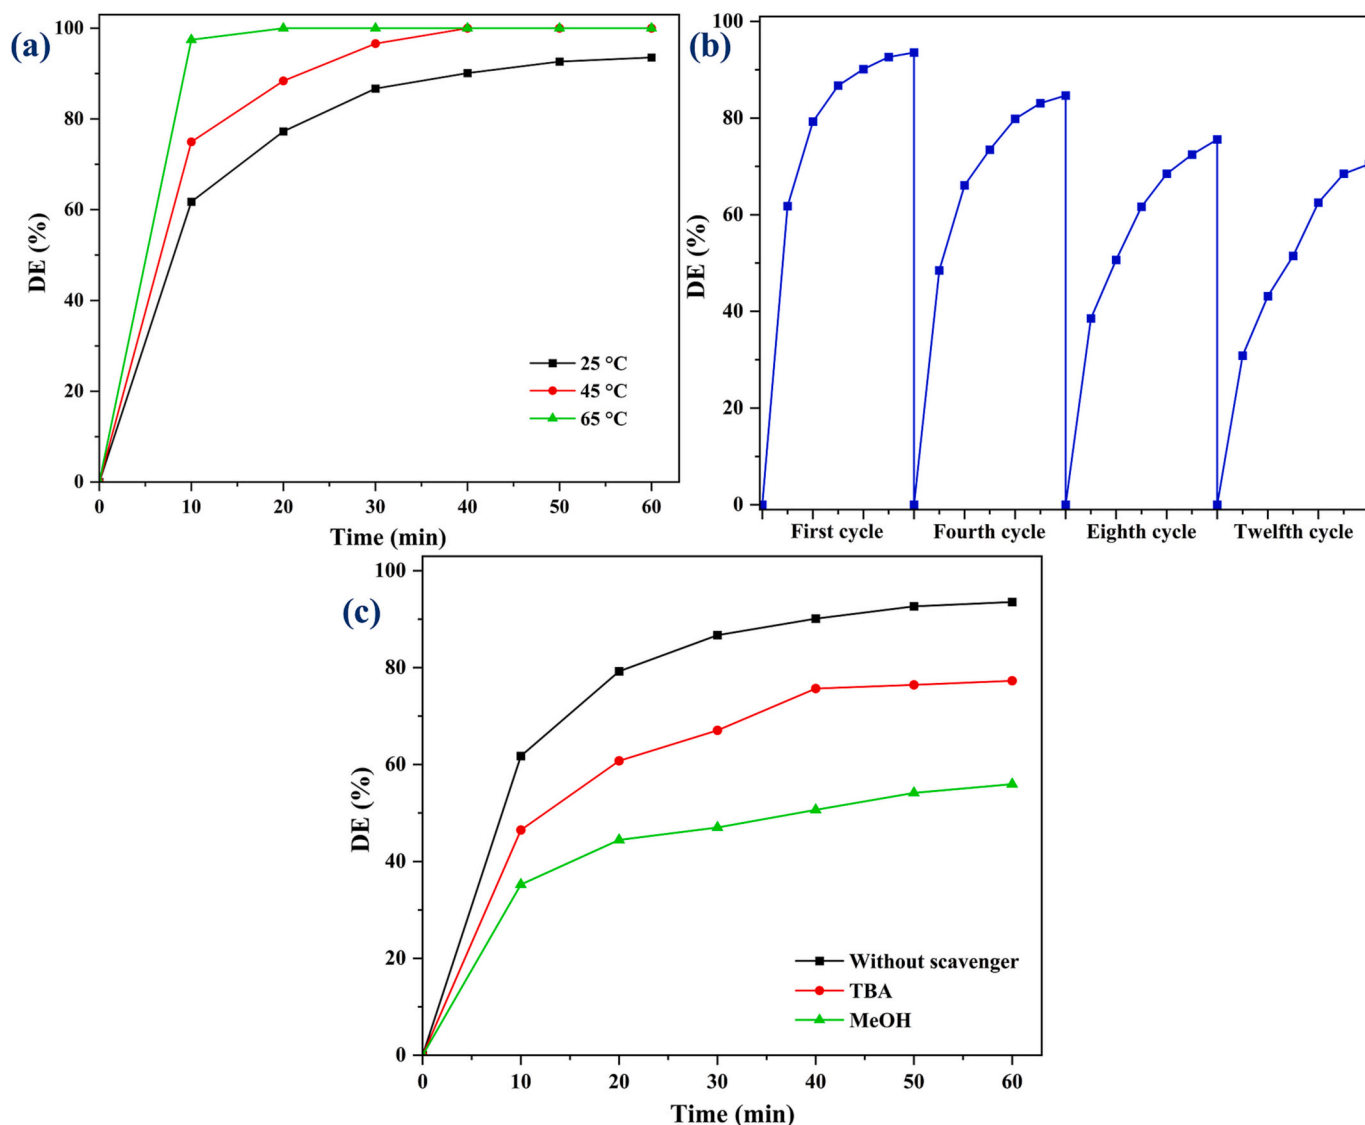 (a)
100
80
60
40
20
0
DE (%)
25 °C
45 °C
65 °C
0 10 20 30 40 50 60
Time (min)
(b)
100
80
60
40
20
0
DE (%)
First cycle Fourth cycle Eighth cycle Twelfth cycle
(c)
100
80
60
40
20
0
DE (%)
Without scavenger
TBA
MeOH
0 10 20 30 40 50 60
Time (min)